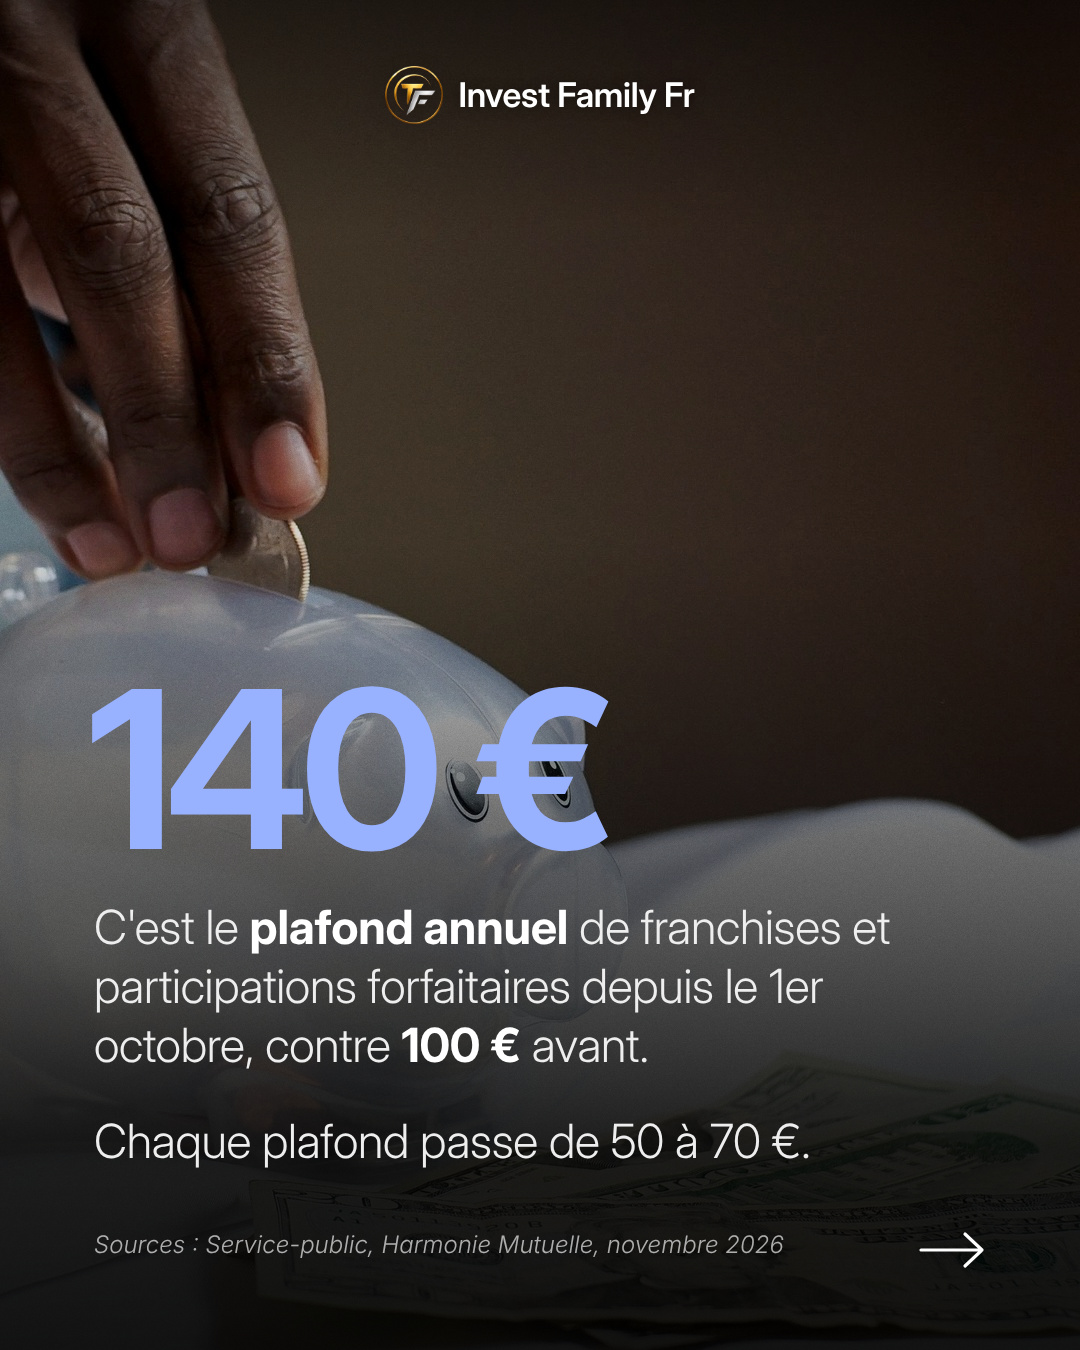 Invest Family Fr
140 €
C'est le plafond annuel de franchises et
participations forfaitaires depuis le 1er
octobre, contre 100 € avant.
Chaque plafond passe de 50 à 70 €.
Sources : Service-public, Harmonie Mutuelle, novembre 2026